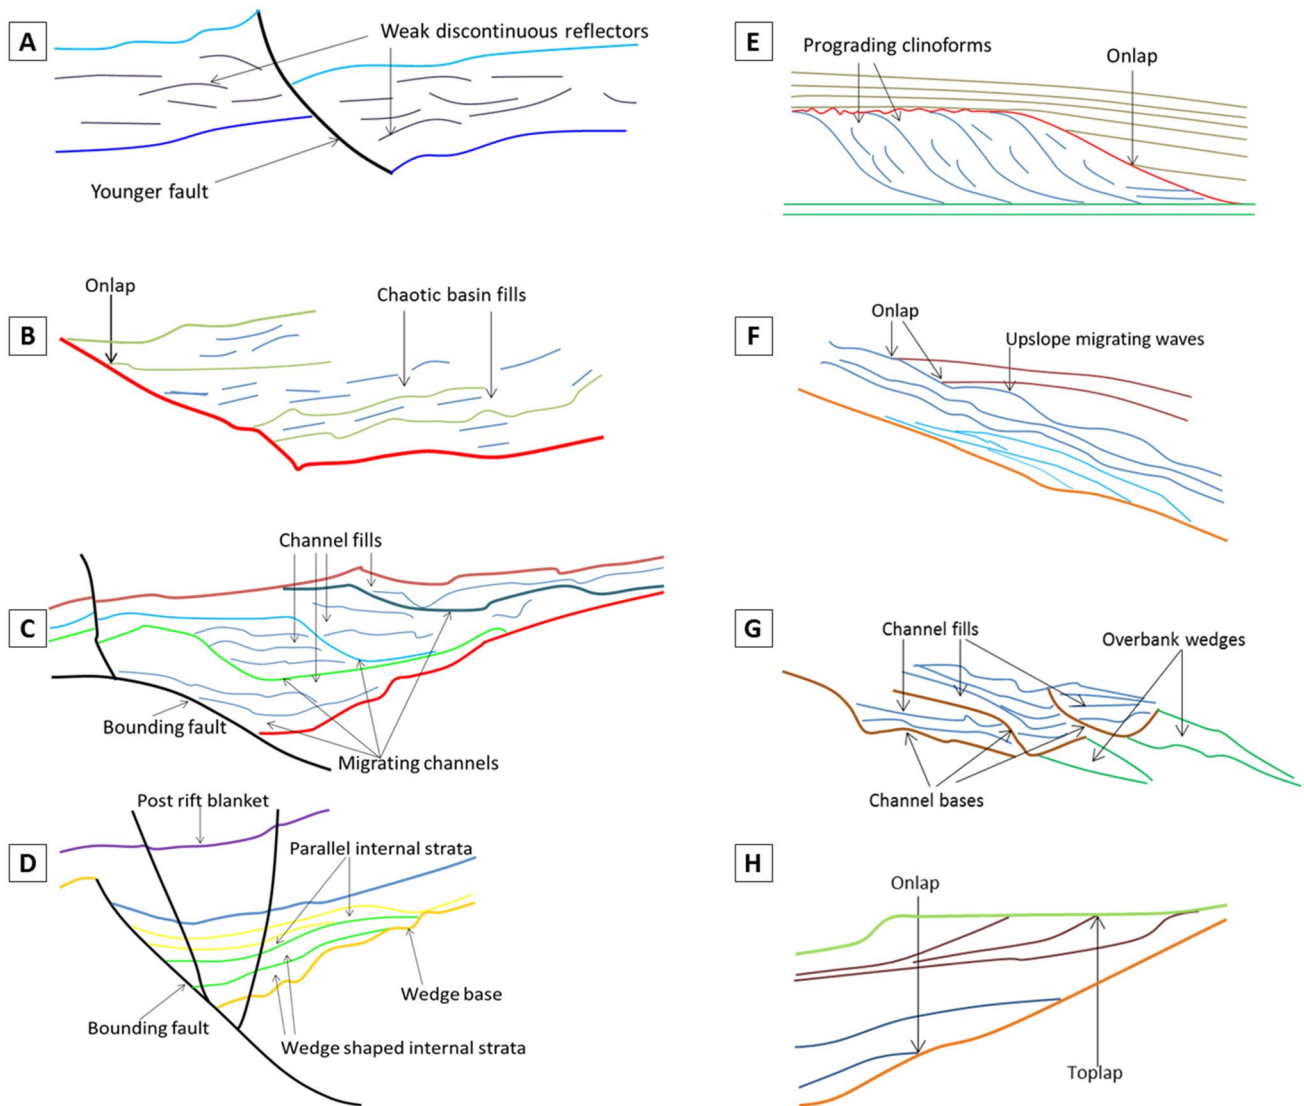 A
Weak discontinuous reflectors
Younger fault
B
Onlap
Chaotic basin fills
C
Channel fills
Bounding fault
Migrating channels
D
Post rift blanket
Parallel internal strata
Wedge base
Bounding fault
Wedge shaped internal strata
E
Prograding clinoforms
Onlap
F
Onlap
Upslope migrating waves
G
Channel fills
Overbank wedges
Channel bases
H
Onlap
Toplap